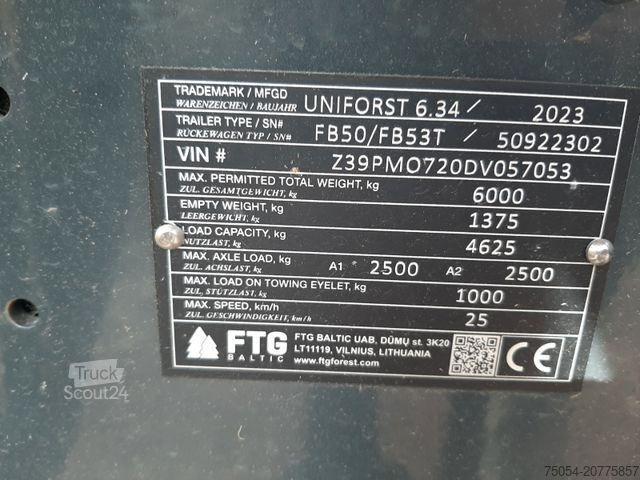 TRADEMARK / MFGD
WARENZEICHEN / BAUJAHR UNIFORST 6.34 / 2023
TRAILER TYPE / SN#
RÜCKEWAGEN TYP / SN# FB50/FB53T / 50922302
VIN # Z39PMO720DV057053
MAX. PERMITTED TOTAL WEIGHT, kg
ZUL. GESAMTGEWICHT, kg 6000
EMPTY WEIGHT, kg
LEERGEWICHT, kg 1375
LOAD CAPACITY, kg
NUTZLAST, kg 4625
MAX. AXLE LOAD, kg
ZUL. ACHSLAST, kg A1 2500 A2 2500
MAX. LOAD ON TOWING EYELET, kg
ZUL. STÜTZLAST, kg 1000
MAX. SPEED, km/h
ZUL. GESCHWINDIGKEIT, km/h 25
FTG
BALTIC
FTG BALTIC UAB, DŪMŲ st. 3K20
LT11119, VILNIUS, LITHUANIA
www.ftgforest.com
CE
Truck
Scout24
75054-20775857